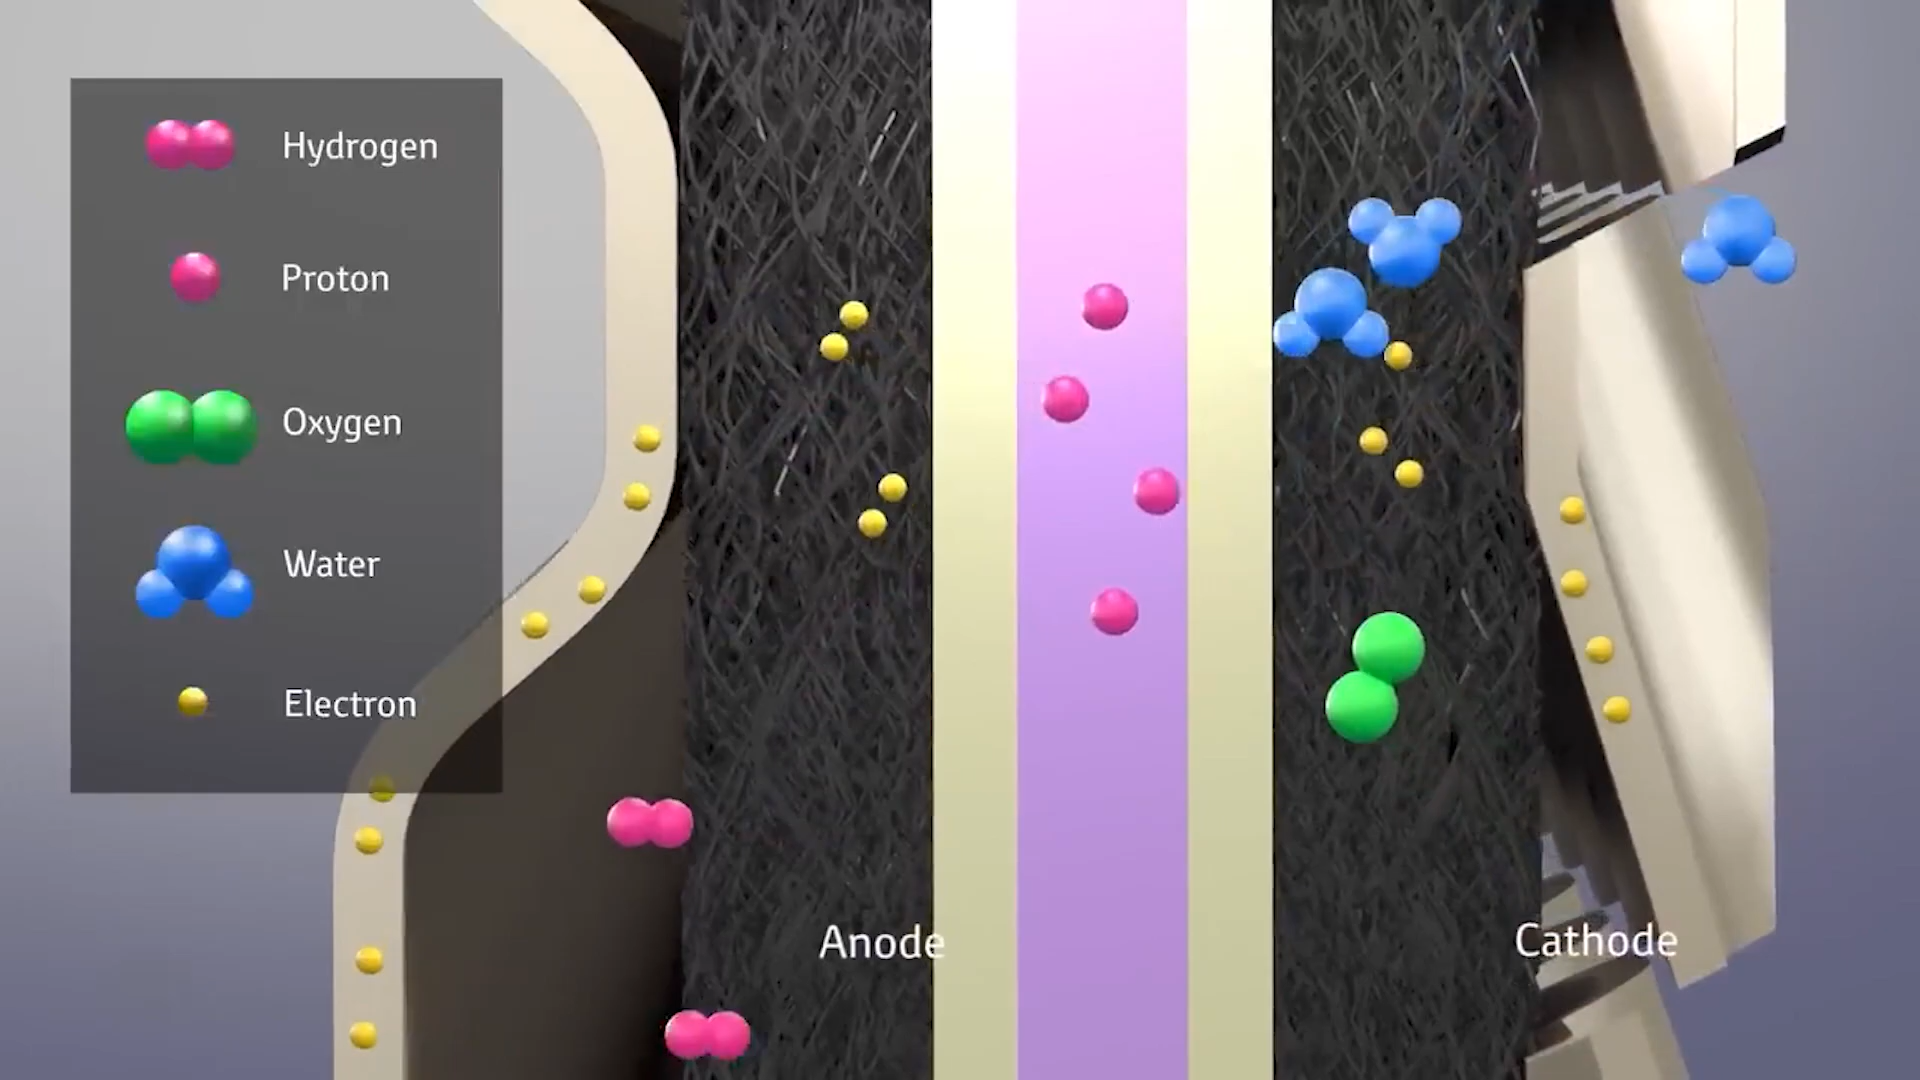 Hydrogen
Proton
Oxygen
Water
Electron
Anode
Cathode